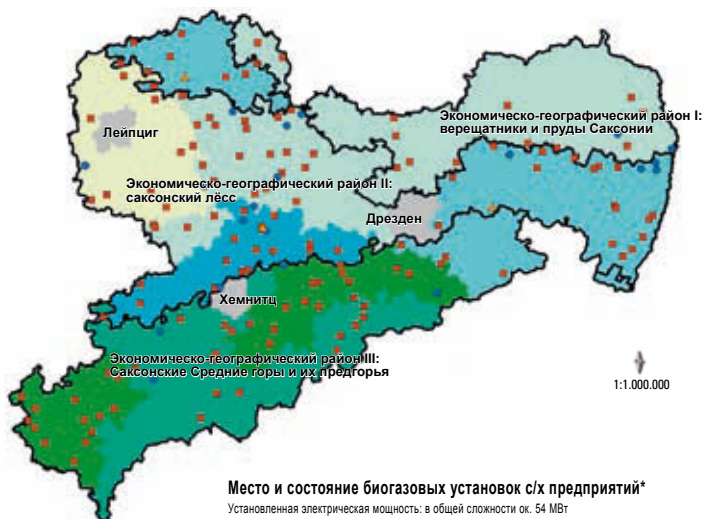 Экономическо-географический район I:
верещатники и пруды Саксонии
Лейпциг
Экономическо-географический район II:
саксонский лёсс
Дрезден
Хемнитц
Экономическо-географический район III:
Саксонские Средние горы и их предгорья
1:1.000.000
Место и состояние биогазовых установок с/х предприятий*
Установленная электрическая мощность: в общей сложности ок. 54 МВт